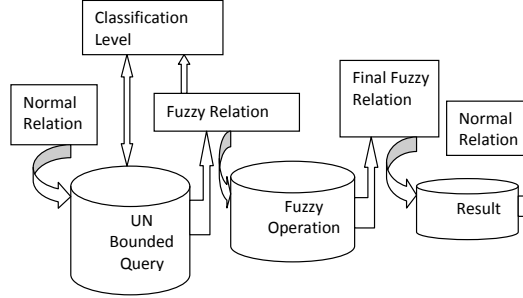 Classification
Level
Normal
Relation
Fuzzy Relation
Final Fuzzy
Relation
Normal
Relation
UN
Bounded
Query
Fuzzy
Operation
Result